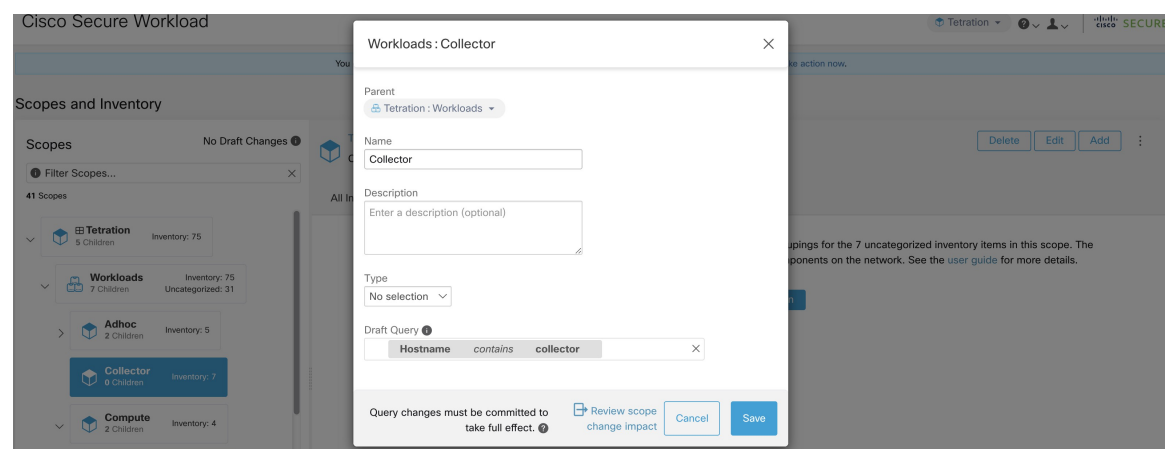 Cisco Secure Workload
Tetration
cisco SECURE
You
ke action now.
Scopes and Inventory
Scopes
No Draft Changes
Filter Scopes...
41 Scopes
Tetration
5 Children
Inventory: 75
Workloads
7 Children
Inventory: 75
Uncategorized: 31
Adhoc
2 Children
Inventory: 5
Collector
0 Children
Inventory: 7
Compute
2 Children
Inventory: 4
All In
Delete
Edit
Add
upings for the 7 uncategorized inventory items in this scope. The
ponents on the network. See the user guide for more details.
n
Workloads : Collector
Parent
Tetration : Workloads
Name
Collector
Description
Enter a description (optional)
Type
No selection
Draft Query
Hostname contains collector
Query changes must be committed to
take full effect.
Review scope
change impact
Cancel
Save